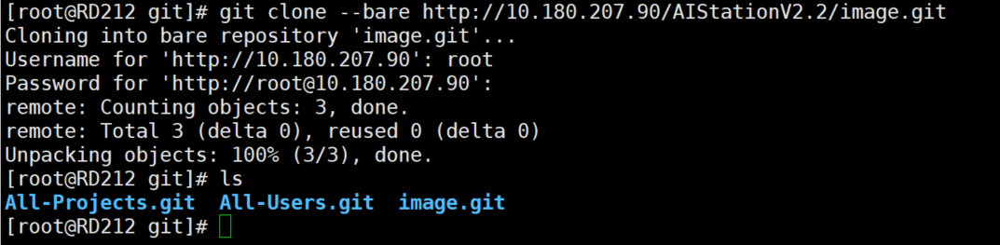 [root@RD212 git]# git clone --bare http://10.180.207.90/AIStationV2.2/image.git
Cloning into bare repository 'image.git'...
Username for 'http://10.180.207.90': root
Password for 'http://root@10.180.207.90':
remote: Counting objects: 3, done.
remote: Total 3 (delta 0), reused 0 (delta 0)
Unpacking objects: 100% (3/3), done.
[root@RD212 git]# ls
All-Projects.git  All-Users.git  image.git
[root@RD212 git]#